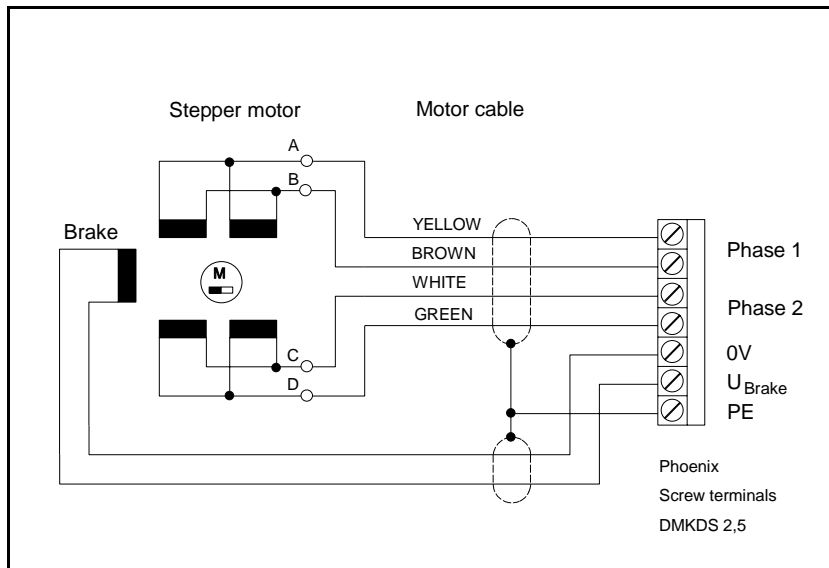 Stepper motor
Motor cable
A
B
YELLOW
Brake
BROWN
Phase 1
M
WHITE
Phase 2
GREEN
0V
C
D
UBrake
PE
Phoenix
Screw terminals
DMKDS 2,5